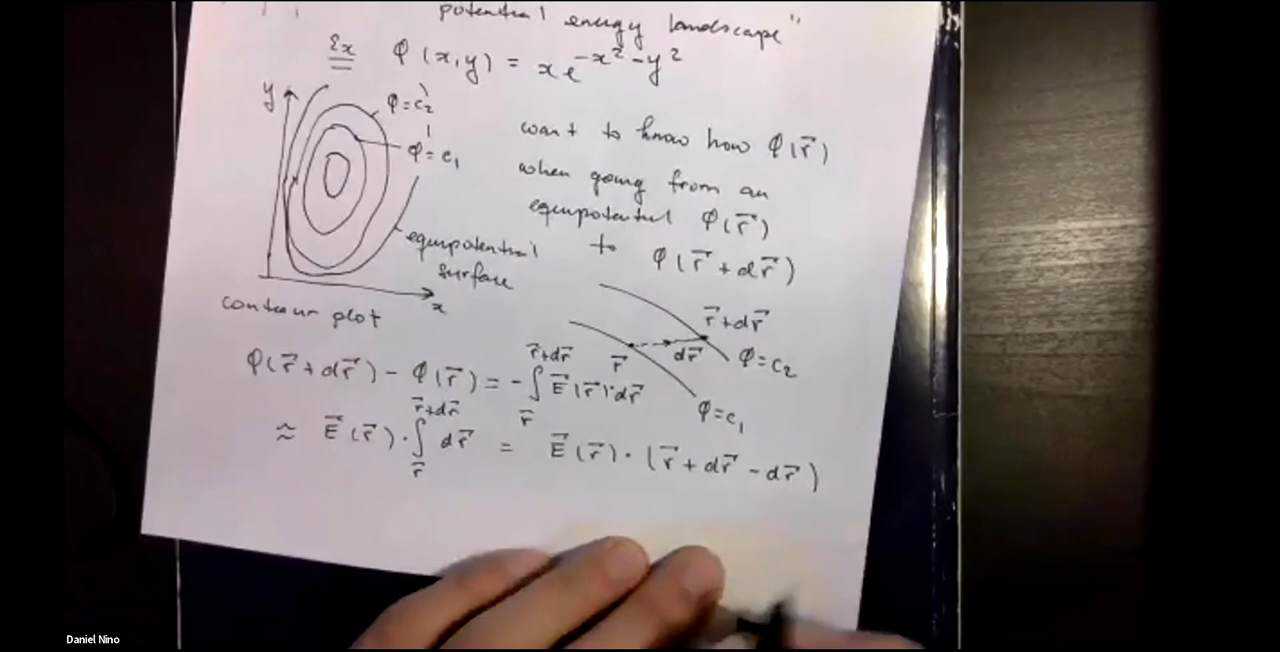 potential energy landscape"
Ex φ(x,y) = xe^{-x²-y²}
y
φ=c₂
φ=c₁
want to know how φ(r⃗)
when going from an
equipotential φ(r⃗)
to φ(r⃗+dr⃗)
equipotential
surface
x
contour plot
r⃗+dr⃗
r⃗
dr⃗
φ=c₂
φ=c₁
φ(r⃗+dr⃗) - φ(r⃗) = -∫_{r⃗}^{r⃗+dr⃗} E⃗(r⃗)·dr⃗
≈ E⃗(r⃗)·∫_{r⃗}^{r⃗+dr⃗} dr⃗ = E⃗(r⃗)·(r⃗+dr⃗-dr⃗)
Daniel Nino